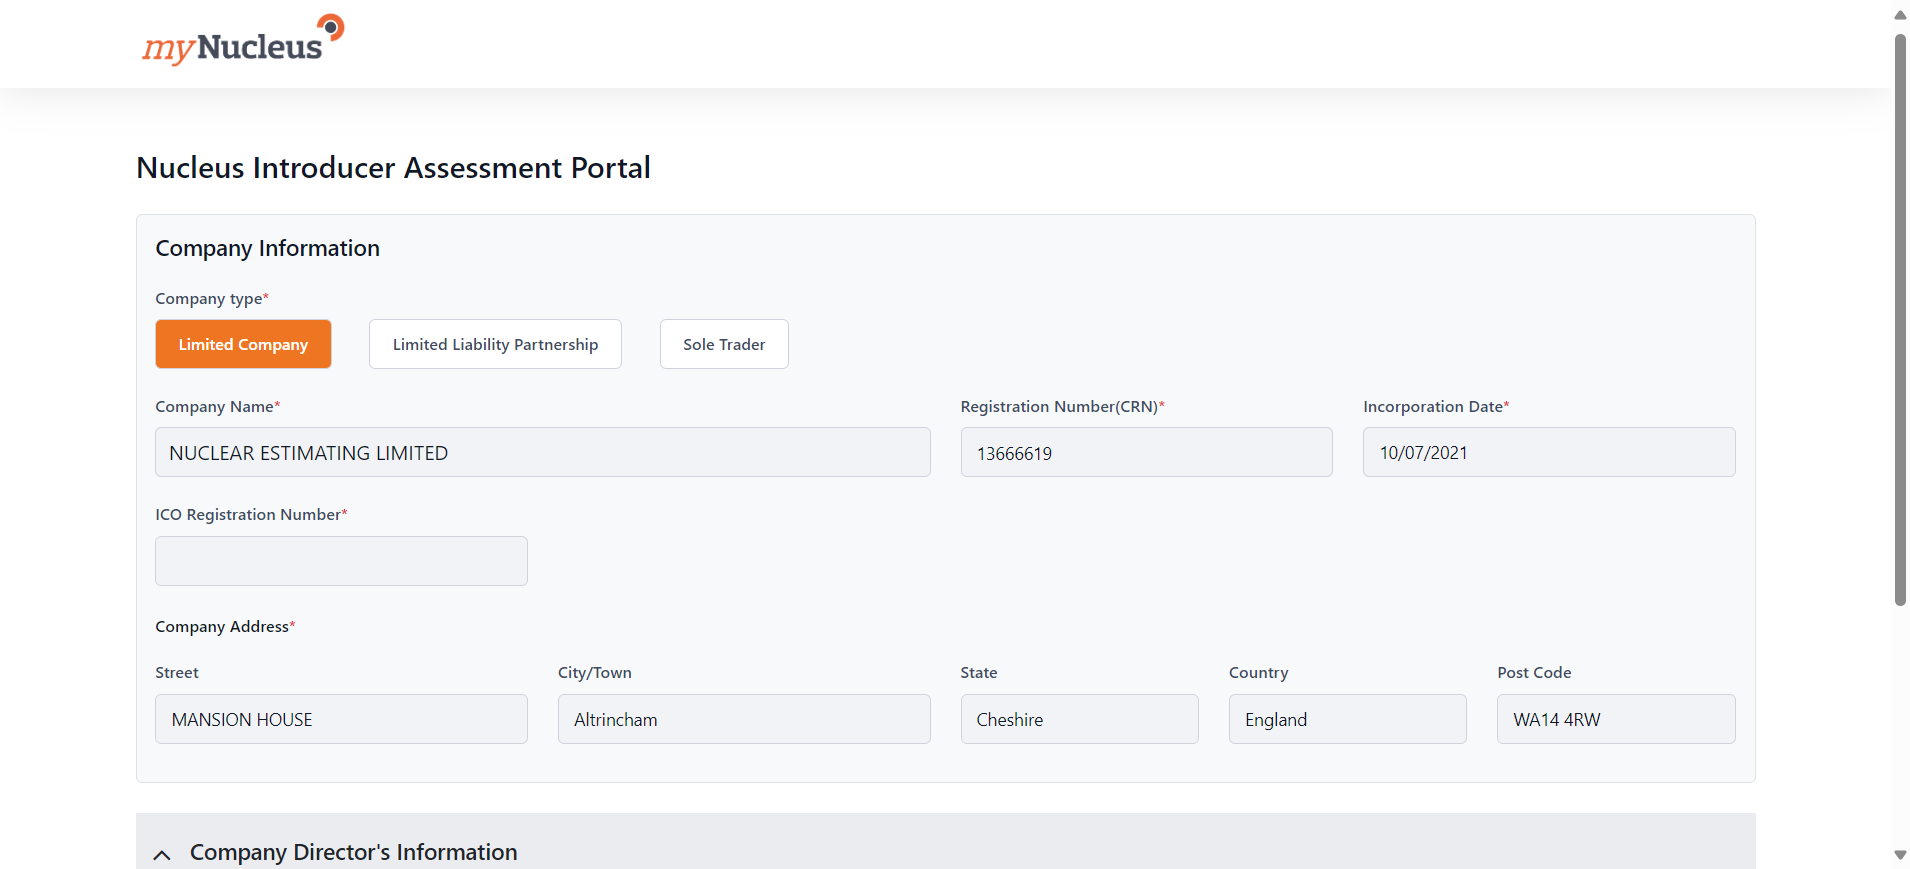 myNucleus
Nucleus Introducer Assessment Portal
Company Information
Company type*
Limited Company Limited Liability Partnership Sole Trader
Company Name* Registration Number(CRN)* Incorporation Date*
NUCLEAR ESTIMATING LIMITED 13666619 10/07/2021
ICO Registration Number*
Company Address*
Street City/Town State Country Post Code
MANSION HOUSE Altrincham Cheshire England WA14 4RW
Company Director's Information